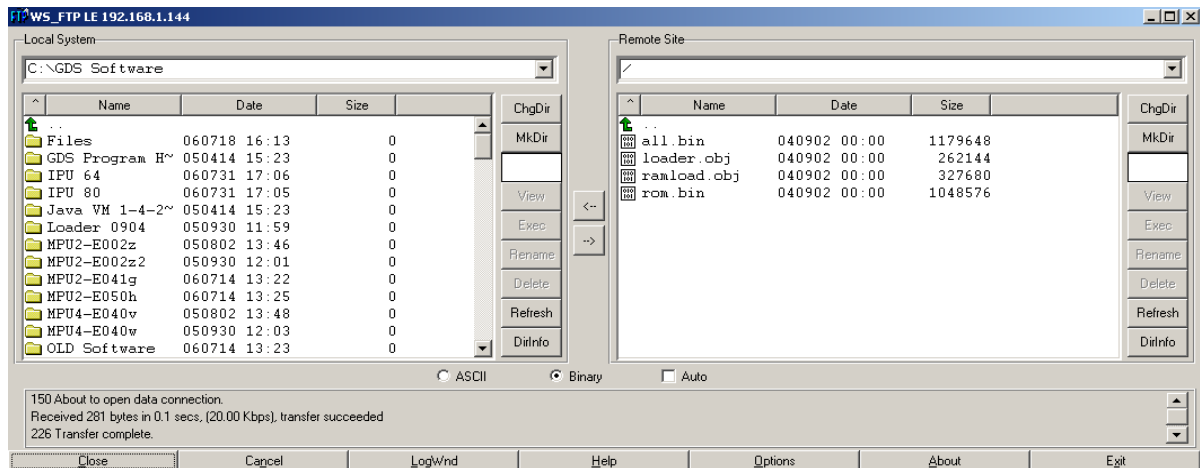 WS_FTP LE 192.168.1.144
Local System
C:\GDS Software
^ Name Date Size
..
Files 060718 16:13 0
GDS Program H~ 050414 15:23 0
IPU 64 060731 17:06 0
IPU 80 060731 17:05 0
Java VM 1-4-2~ 050414 15:23 0
Loader 0904 050930 11:59 0
MPU2-E002z 050802 13:46 0
MPU2-E002z2 050930 12:01 0
MPU2-E041g 060714 13:22 0
MPU2-E050h 060714 13:25 0
MPU4-E040v 050802 13:48 0
MPU4-E040w 050930 12:03 0
OLD Software 060714 13:23 0
ChgDir
MkDir
View
Exec
Rename
Delete
Refresh
DirInfo
<--
-->
Remote Site
/
^ Name Date Size
..
all.bin 040902 00:00 1179648
loader.obj 040902 00:00 262144
ramload.obj 040902 00:00 327680
rom.bin 040902 00:00 1048576
ChgDir
MkDir
View
Exec
Rename
Delete
Refresh
DirInfo
ASCII Binary Auto
150 About to open data connection.
Received 281 bytes in 0.1 secs, (20.00 Kbps), transfer succeeded
226 Transfer complete.
Close Cancel LogWnd Help Options About Exit